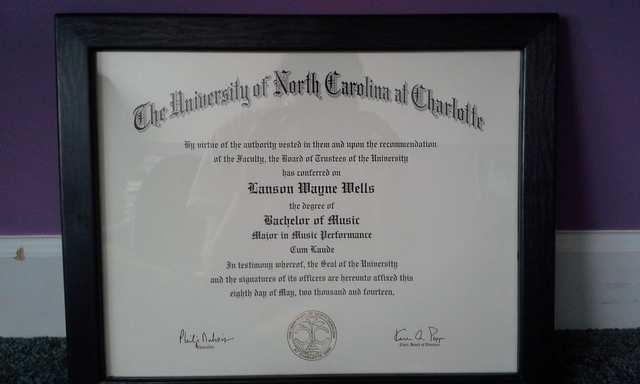 The University of North Carolina at Charlotte
By virtue of the authority vested in them and upon the recommendation
of the Faculty, the Board of Trustees of the University
has conferred on
Lanson Wayne Wells
the degree of
Bachelor of Music
Major in Music Performance
Cum Laude
In testimony whereof, the Seal of the University
and the signatures of its officers are hereunto affixed this
eighth day of May, two thousand and fourteen.
Chancellor
Chair, Board of Trustees